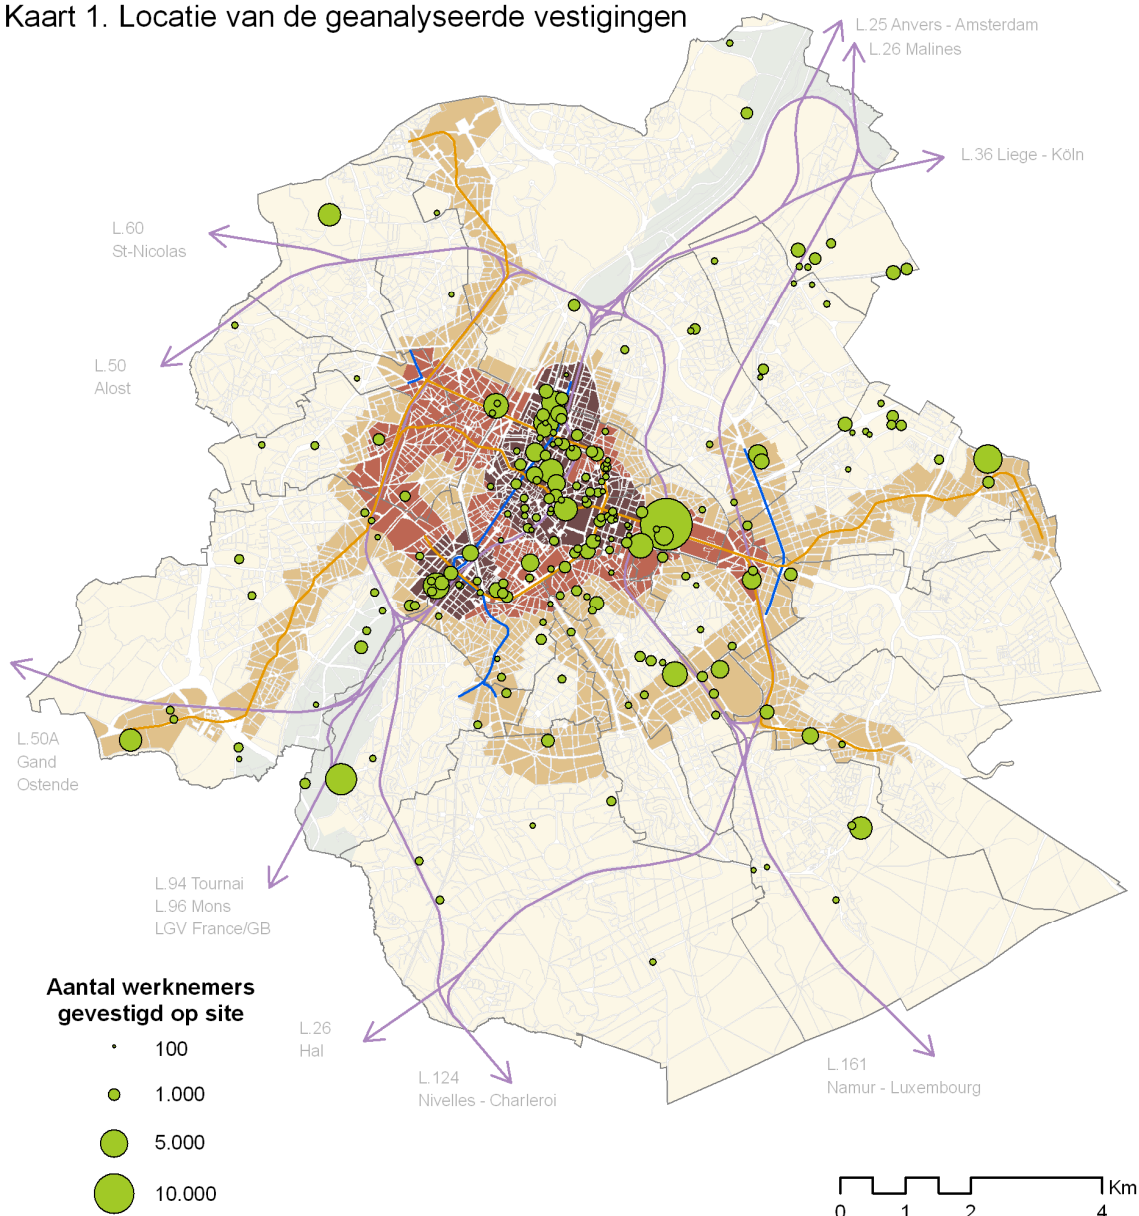 Kaart 1. Locatie van de geanalyseerde vestigingen
L.25 Anvers - Amsterdam
L.26 Malines
L.36 Liege - Köln
L.60
St-Nicolas
L.50
Alost
L.50A
Gand
Ostende
L.94 Tournai
L.96 Mons
LGV France/GB
Aantal werknemers
gevestigd op site
100
1.000
5.000
10.000
L.26
Hal
L.124
Nivelles - Charleroi
L.161
Namur - Luxembourg
Km
0 1 2 4